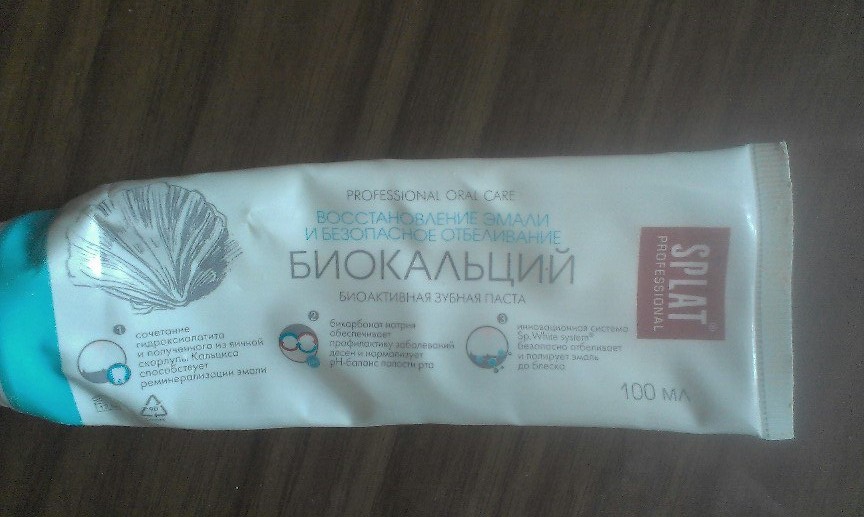 PROFESSIONAL ORAL CARE
ВОССТАНОВЛЕНИЕ ЭМАЛИ
И БЕЗОПАСНОЕ ОТБЕЛИВАНИЕ
БИОКАЛЬЦИЙ
БИОАКТИВНАЯ ЗУБНАЯ ПАСТА
1
сочетание
гидроксиапатита
и полученного из яичной
скорлупы Кальциса
способствует
реминерализации эмали
2
бикарбонат натрия
обеспечивает
профилактику заболеваний
десен и нормализует
pH-баланс полости рта
3
инновационная система
Sp.White system®
безопасно отбеливает
и полирует эмаль
до блеска
SPLAT®
PROFESSIONAL
100 МЛ